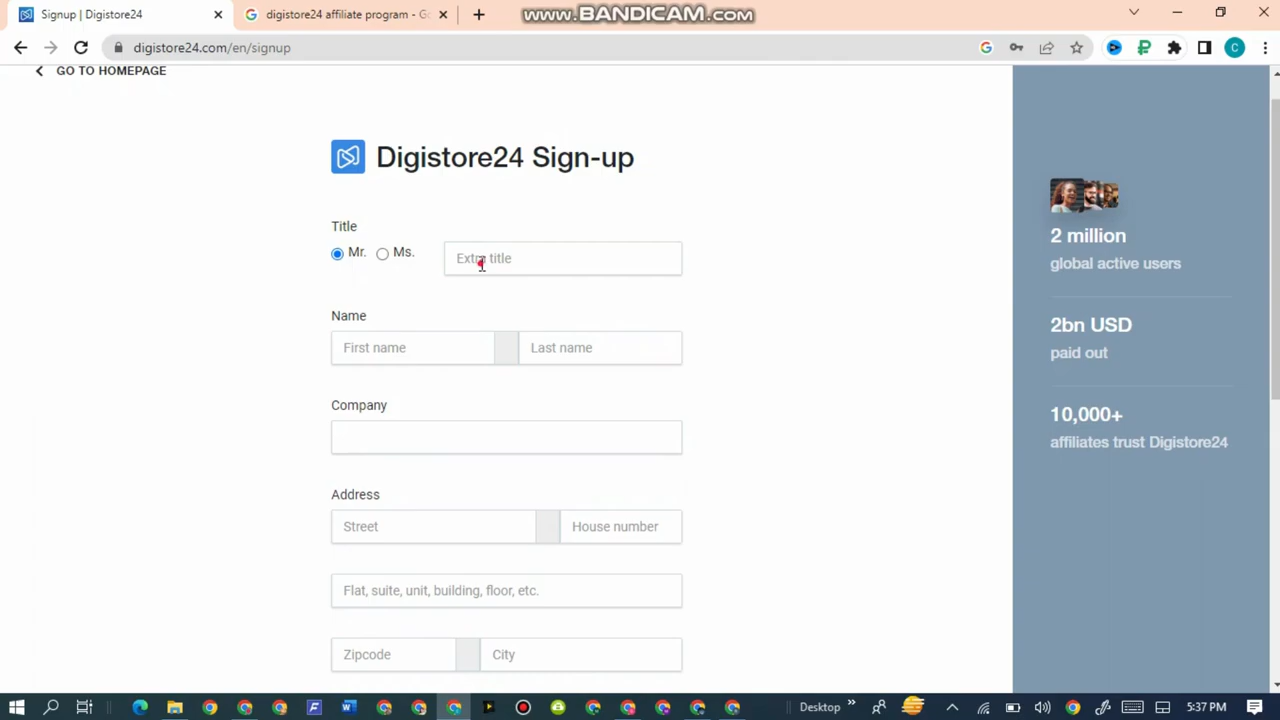 Signup | Digistore24
digistore24 affiliate program - Go
www.BANDICAM.com
digistore24.com/en/signup
C
GO TO HOMEPAGE
Digistore24 Sign-up
Title
Mr. Ms. Extra title
Name
First name Last name
Company
Address
Street House number
Flat, suite, unit, building, floor, etc.
Zipcode City
2 million
global active users
2bn USD
paid out
10,000+
affiliates trust Digistore24
Desktop
5:37 PM